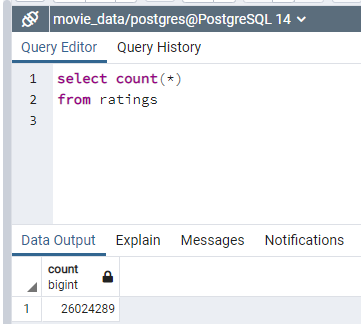 movie_data/postgres@PostgreSQL 14
Query Editor Query History
1 select count(*)
2 from ratings
3
Data Output Explain Messages Notifications
count
bigint
1 26024289